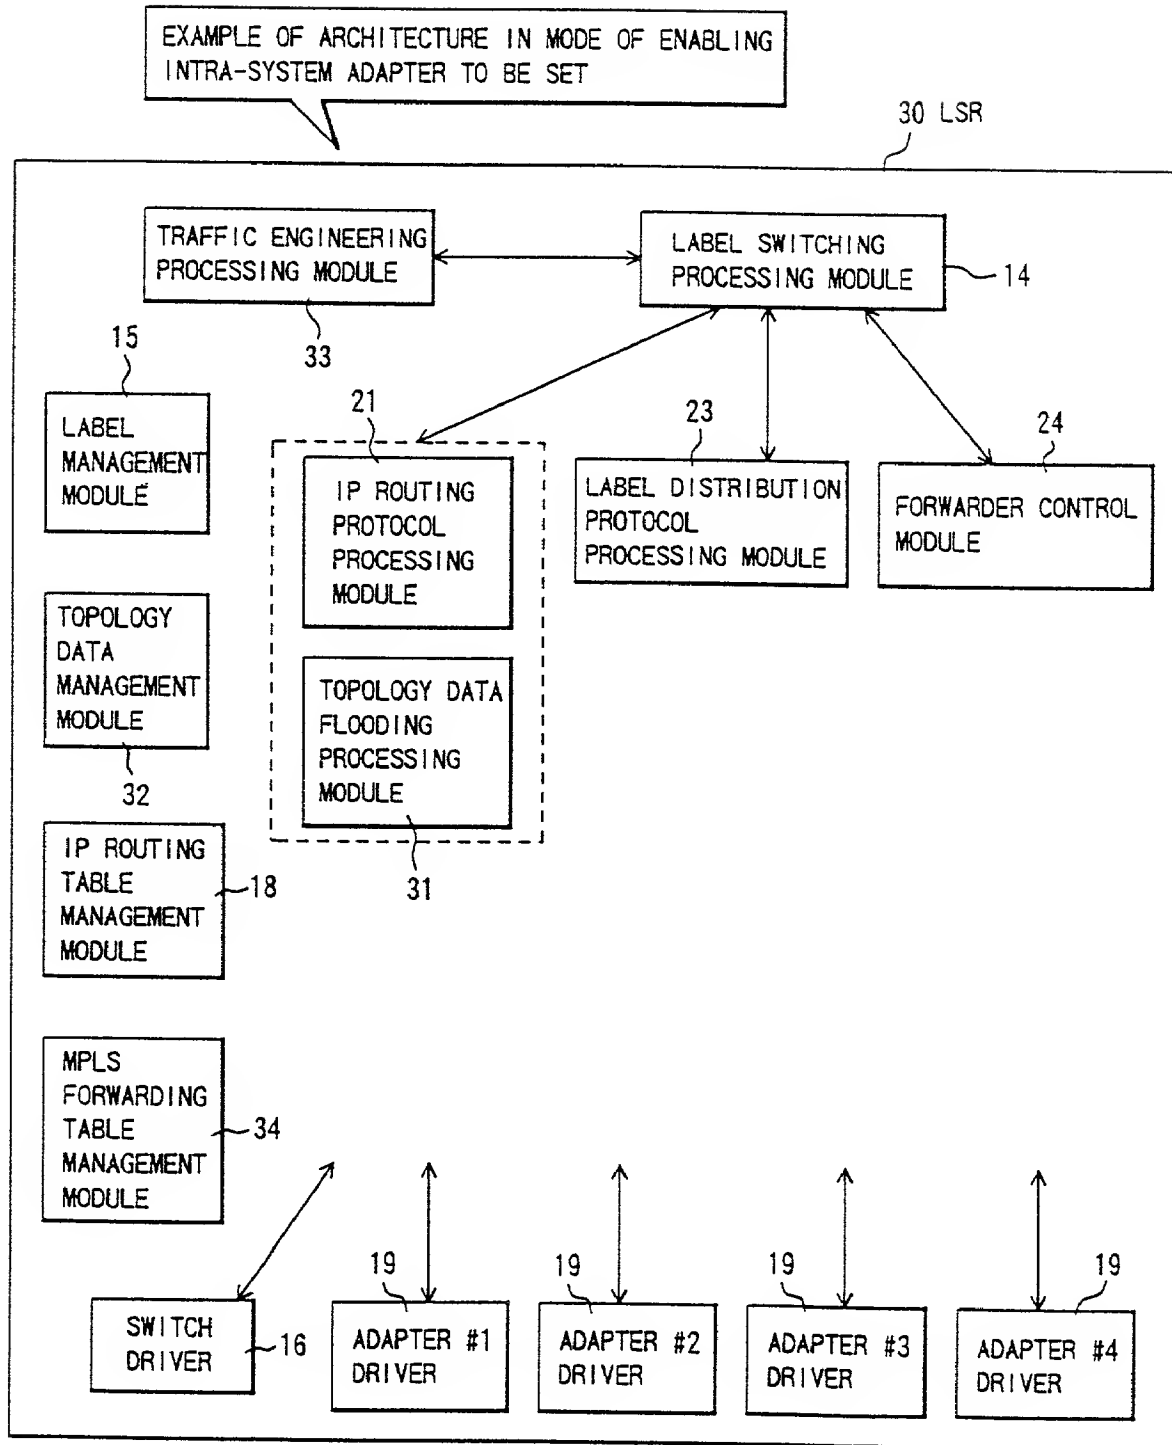 EXAMPLE OF ARCHITECTURE IN MODE OF ENABLING
INTRA-SYSTEM ADAPTER TO BE SET
30 LSR
TRAFFIC ENGINEERING
PROCESSING MODULE
33
LABEL SWITCHING
PROCESSING MODULE
14
15
LABEL
MANAGEMENT
MODULE
21
IP ROUTING
PROTOCOL
PROCESSING
MODULE
23
LABEL DISTRIBUTION
PROTOCOL
PROCESSING MODULE
24
FORWARDER CONTROL
MODULE
TOPOLOGY
DATA
MANAGEMENT
MODULE
32
TOPOLOGY DATA
FLOODING
PROCESSING
MODULE
31
IP ROUTING
TABLE
MANAGEMENT
MODULE
18
MPLS
FORWARDING
TABLE
MANAGEMENT
MODULE
34
SWITCH
DRIVER
16
19
ADAPTER #1
DRIVER
19
ADAPTER #2
DRIVER
19
ADAPTER #3
DRIVER
19
ADAPTER #4
DRIVER